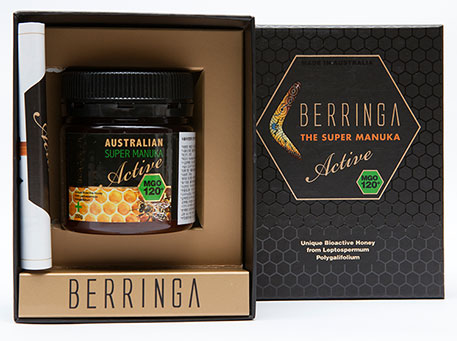 AUSTRALIAN
SUPER MANUKA
Active
MGO
120+
BERRINGA
MADE IN AUSTRALIA
BERRINGA
THE SUPER MANUKA
Active
MGO
120+
Unique Bioactive Honey
from Leptospermum
Polygalifolium